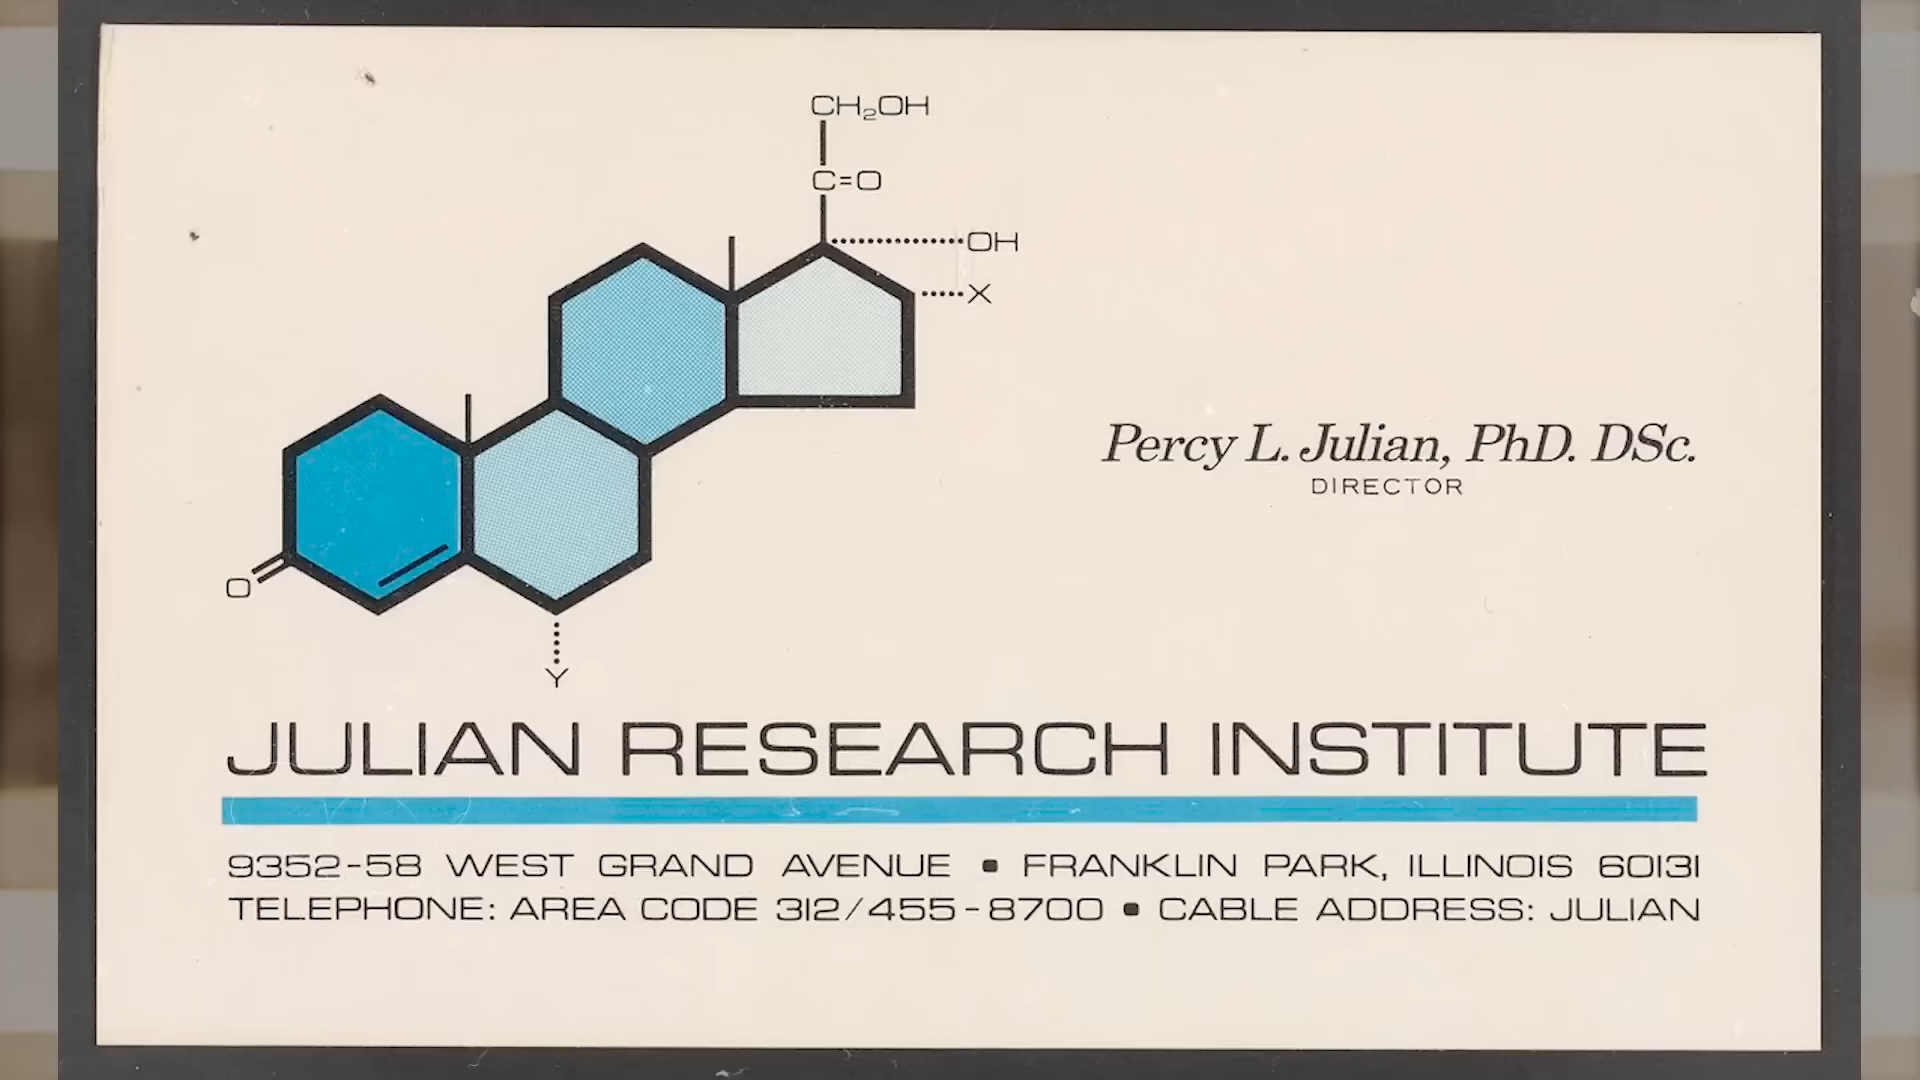 CH₂OH
C=O
OH
X
O
Y
Percy L. Julian, PhD. DSc.
DIRECTOR
JULIAN RESEARCH INSTITUTE
9352-58 WEST GRAND AVENUE • FRANKLIN PARK, ILLINOIS 60131
TELEPHONE: AREA CODE 312/455-8700 • CABLE ADDRESS: JULIAN